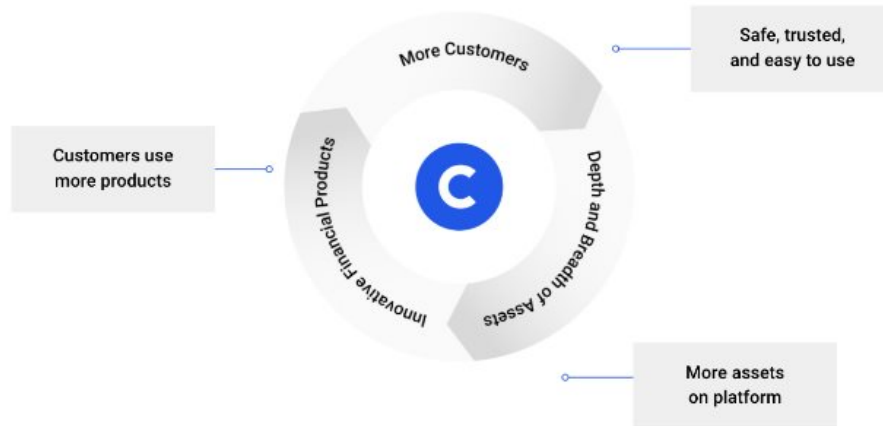 More Customers
Safe, trusted,
and easy to use
Customers use
more products
Depth and Breadth of Assets
Innovative Financial Products
C
More assets
on platform